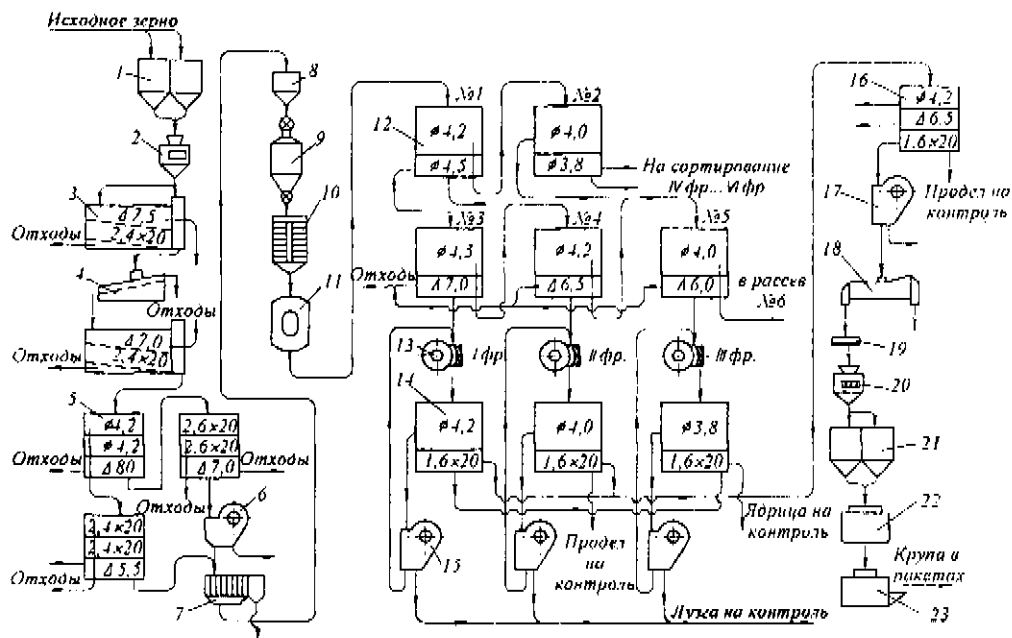 Исходное зерно
1
2
3
Δ7,5
2,4×20
Отходы
4
Отходы
Δ7,0
2,4×20
Отходы
5
ø4,2
ø4,2
Δ80
Отходы
2,6×20
2,6×20
Δ7,0
Отходы
Отходы
6
2,4×20
2,4×20
Δ5,5
Отходы
7
8
9
10
11
№1
12
ø4,2
ø4,5
№2
ø4,0
ø3,8
На сортирование
IV фр...VI фр
№3
ø4,3
Δ7,0
Отходы
№4
ø4,2
Δ6,5
№5
ø4,0
Δ6,0
в рассев
№6
13
I фр
II фр.
III фр.
14
ø4,2
1,6×20
ø4,0
1,6×20
ø3,8
1,6×20
Ядрица на
контроль
15
Продел
на
контроль
Лузга на контроль
16
ø4,2
Δ6.5
1.6×20
17
Продел на
контроль
18
19
20
21
22
Крупа в
пакетах
23